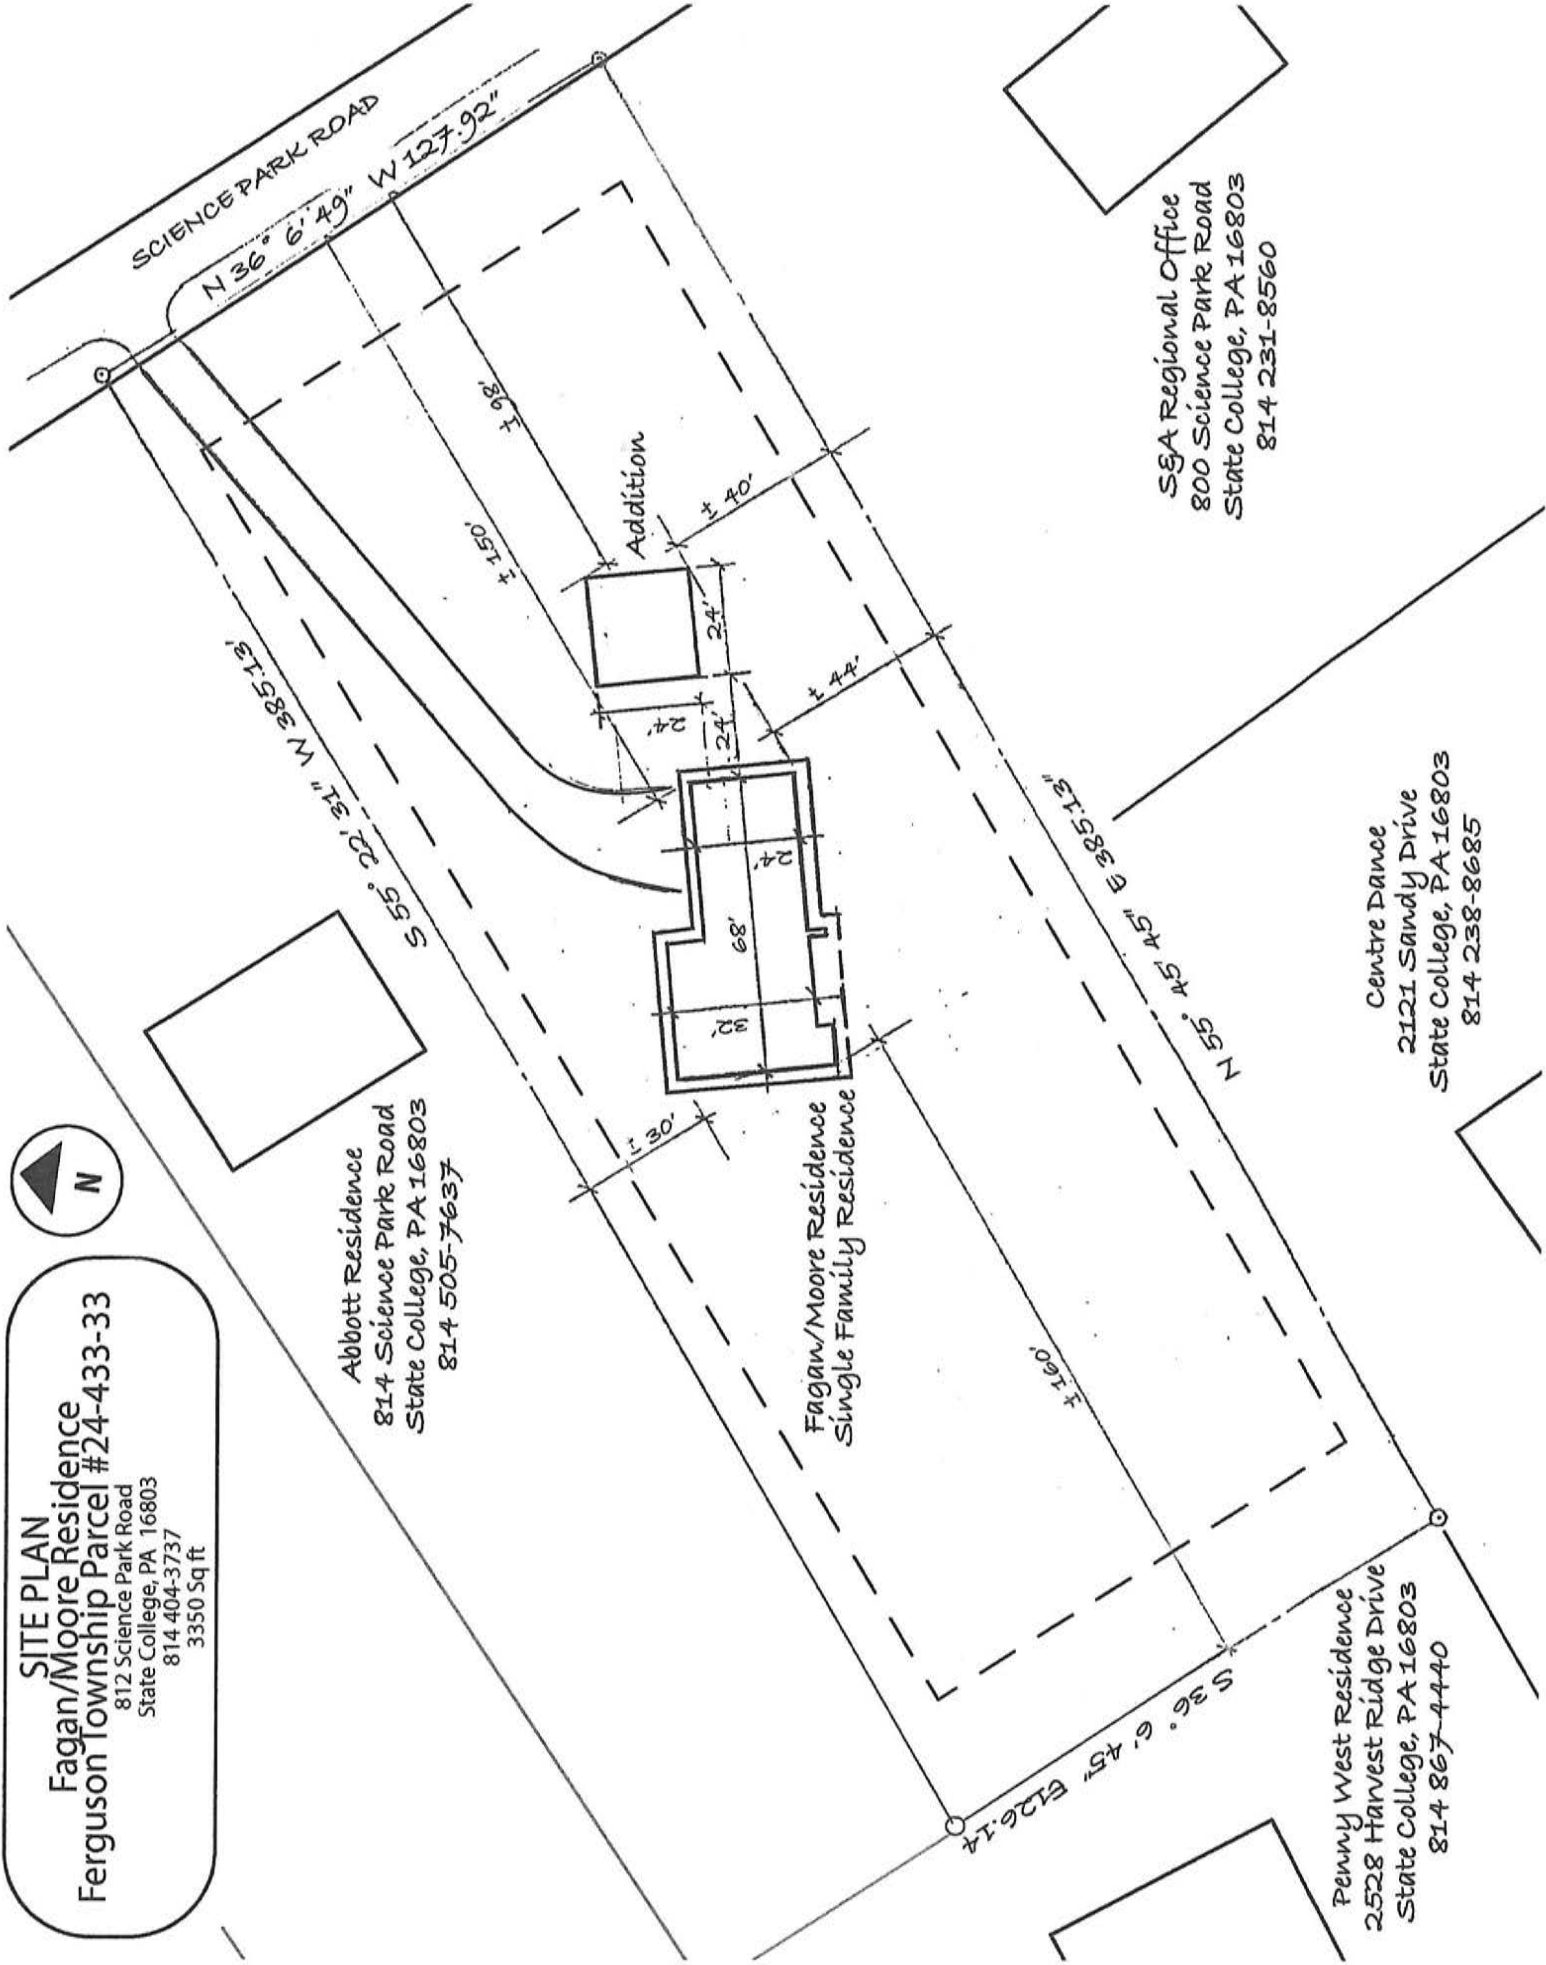 SITE PLAN
Fagan/Moore Residence
Ferguson Township Parcel #24-433-33
812 Science Park Road
State College, PA 16803
814 404-3737
3350 Sq ft
N
SCIENCE PARK ROAD
N 36° 6' 49" W 127.92"
S 55° 22' 31" W 385.13'
± 150'
± 98'
Addition
± 40'
24'
24'
24'
± 44'
24'
68'
32'
± 30'
± 160'
N 55° 45' 45" E 385.13"
S 36° 6' 45" E 126.14
Abbott Residence
814 Science Park Road
State College, PA 16803
814 505-7637
Fagan/Moore Residence
Single Family Residence
S&A Regional Office
800 Science Park Road
State College, PA 16803
814 231-8560
Centre Dance
2121 Sandy Drive
State College, PA 16803
814 238-8685
Penny West Residence
2528 Harvest Ridge Drive
State College, PA 16803
814 867-4440